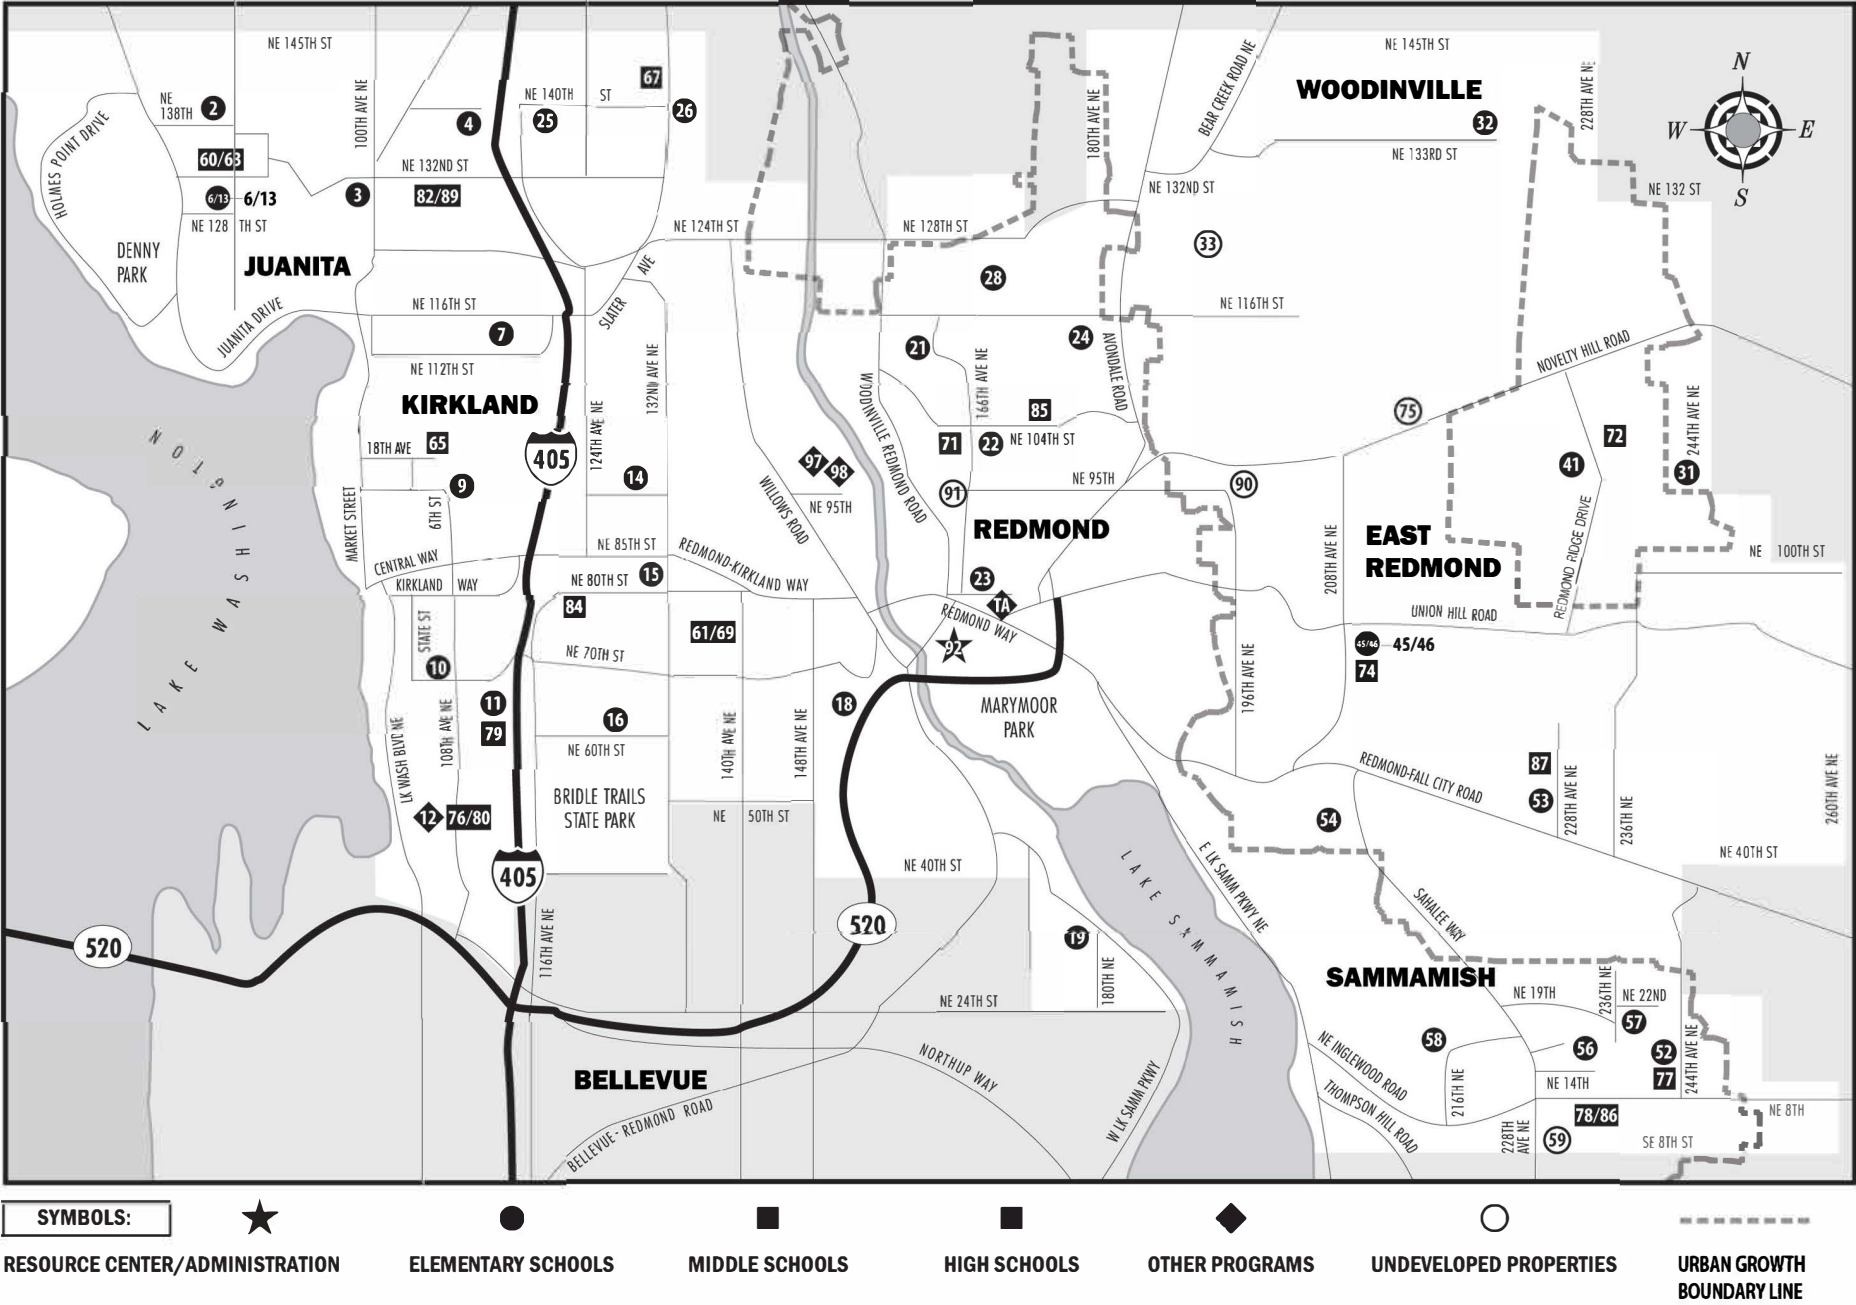 NE 145TH ST
NE 145TH ST
WOODINVILLE
N
W
E
S
NE
138TH
2
100TH AVE NE
4
NE 140TH
ST
25
67
26
180TH AVE NE
BEAR CREEK ROAD NE
32
NE 133RD ST
228TH AVE NE
HOLMES POINT DRIVE
60/63
6/13
6/13
NE 128
TH ST
3
NE 132ND ST
82/89
NE 132ND ST
NE 132 ST
DENNY
PARK
JUANITA
NE 124TH ST
NE 128TH ST
33
28
SLATER
AVE
JUANITA DRIVE
NE 116TH ST
NE 116TH ST
7
NE 112TH ST
21
24
AVONDALE ROAD
NOVELTY HILL ROAD
132ND AVE NE
166TH AVE NE
WOODINVILLE REDMOND ROAD
KIRKLAND
124TH AVE NE
85
75
244TH AVE NE
18TH AVE
65
405
71
22
NE 104TH ST
72
41
31
97
98
9
14
91
NE 95TH
90
NE 95TH
WILLOWS ROAD
6TH ST
MARKET STREET
REDMOND
EAST
REDMOND
208TH AVE NE
REDMOND RIDGE DRIVE
NE
100TH ST
LAKE WASHINGTON
CENTRAL WAY
KIRKLAND
WAY
NE 85TH ST
REDMOND-KIRKLAND WAY
NE 80TH ST
15
84
23
TA
REDMOND WAY
92
UNION HILL ROAD
61/69
STATE ST
10
NE 70TH ST
45/46
45/46
74
196TH AVE NE
11
79
16
NE 60TH ST
18
MARYMOOR
PARK
LK WASH BLVD NE
108TH AVE NE
140TH AVE NE
148TH AVE NE
REDMOND-FALL CITY ROAD
87
53
228TH AVE NE
236TH NE
260TH AVE NE
12
76/80
BRIDLE TRAILS
STATE PARK
NE
50TH ST
54
NE 40TH ST
NE 40TH ST
405
520
520
116TH AVE NE
LAKE SAMMAMISH
E LK SAMM PKWY NE
SAHALEE WAY
19
180TH NE
SAMMAMISH
NE 24TH ST
NE 19TH
236TH NE
NE 22ND
57
58
56
52
77
244TH AVE NE
NE INGLEWOOD ROAD
THOMPSON HILL ROAD
216TH NE
NE 14TH
NE 8TH
78/86
228TH
AVE NE
59
SE 8TH ST
BELLEVUE
NORTHUP WAY
BELLEVUE - REDMOND ROAD
W LK SAMM PKWY
SYMBOLS:
RESOURCE CENTER/ADMINISTRATION
ELEMENTARY SCHOOLS
MIDDLE SCHOOLS
HIGH SCHOOLS
OTHER PROGRAMS
UNDEVELOPED PROPERTIES
URBAN GROWTH
BOUNDARY LINE